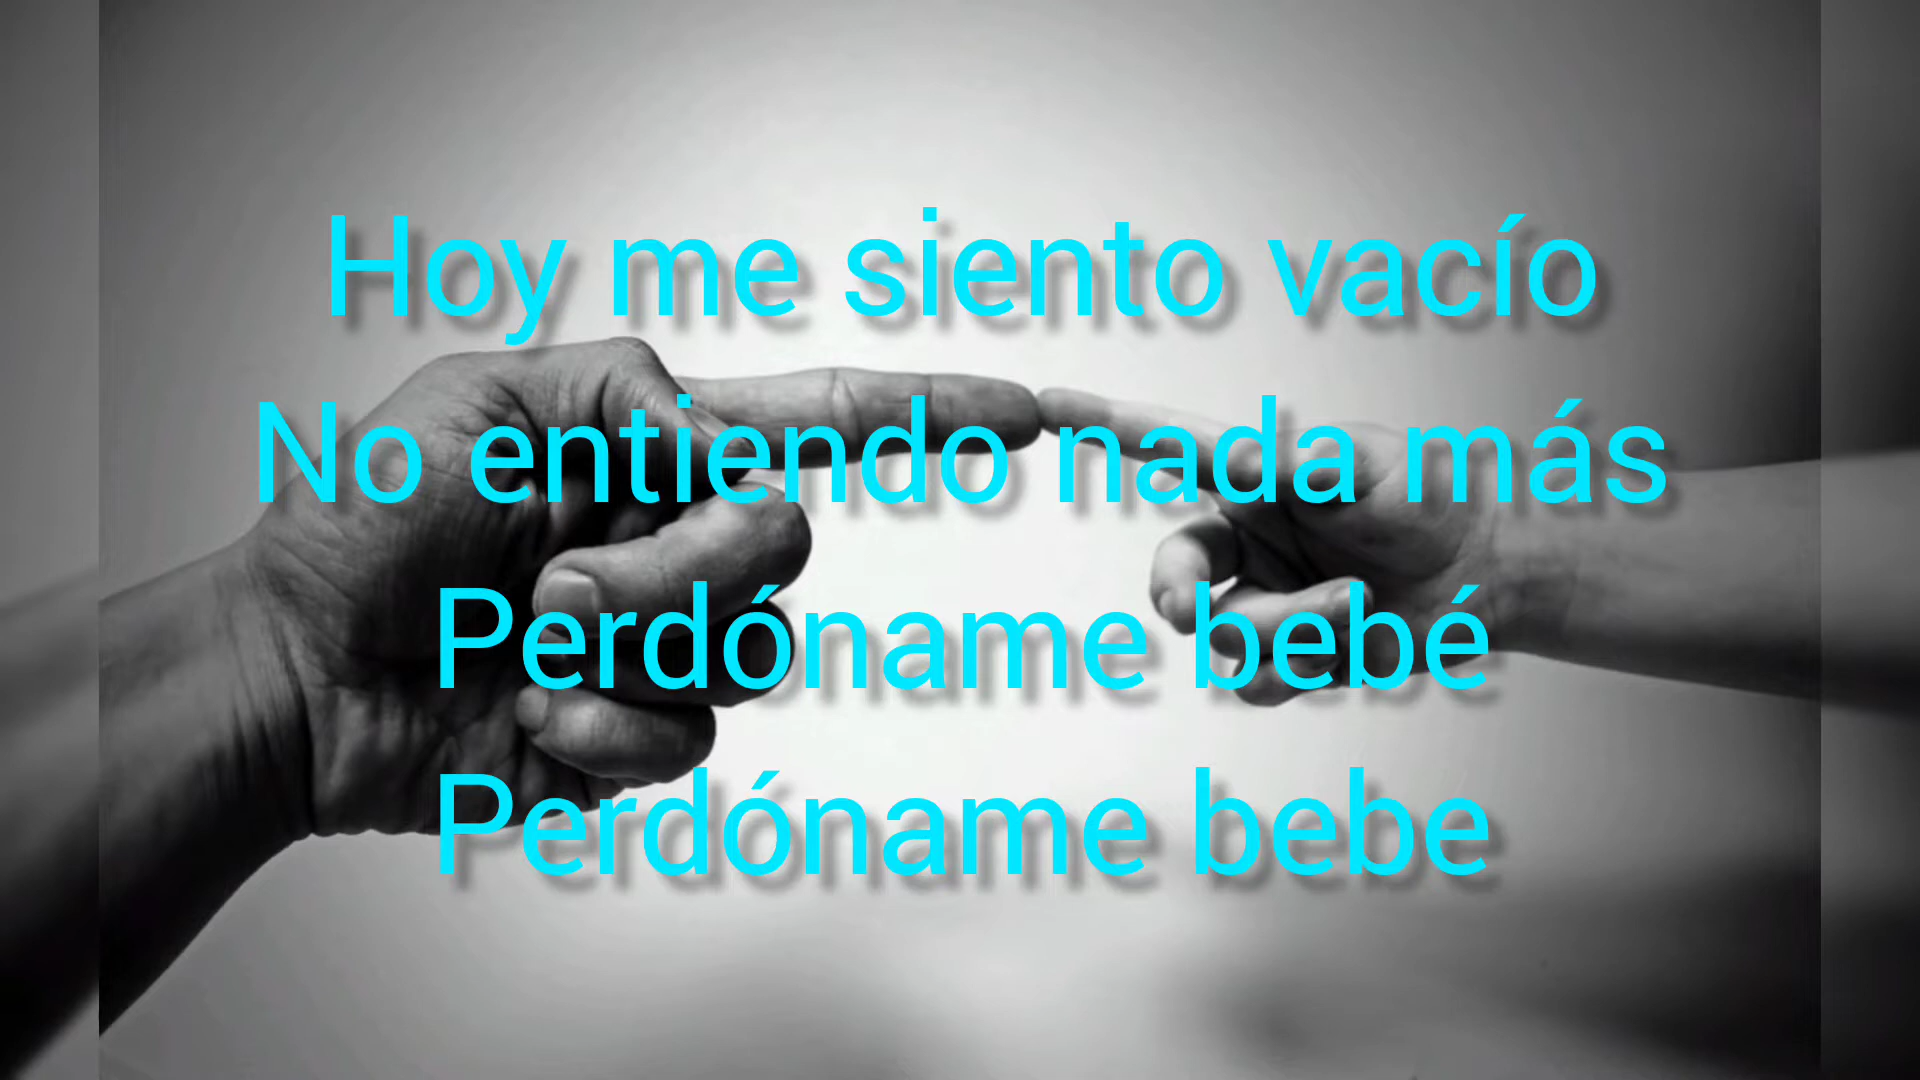 Hoy me siento vacío
No entiendo nada más
Perdóname bebé
Perdóname bebe